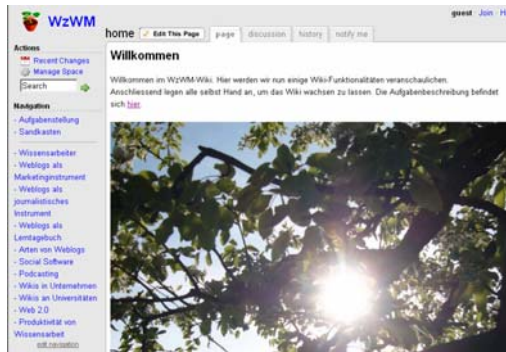 WzWM
guest Join H
home Edit This Page page discussion history notify me
Actions
Recent Changes
Manage Space
Search
Navigation
- Aufgabenstellung
- Sandkasten
- Wissensarbeiter
- Weblogs als
Marketinginstrument
- Weblogs als
journalistisches
Instrument
- Weblogs als
Lerntagebuch
- Arten von Weblogs
- Social Software
- Podcasting
- Wikis in Unternehmen
- Wikis an Universitäten
- Web 2.0
- Produktivität von
Wissensarbeit
edit navigation
Willkommen
Willkommen im WzWM-Wiki. Hier werden wir nun einige Wiki-Funktionalitäten veranschaulichen.
Anschliessend legen alle selbst Hand an, um das Wiki wachsen zu lassen. Die Aufgabenbeschreibung befindet
sich hier.